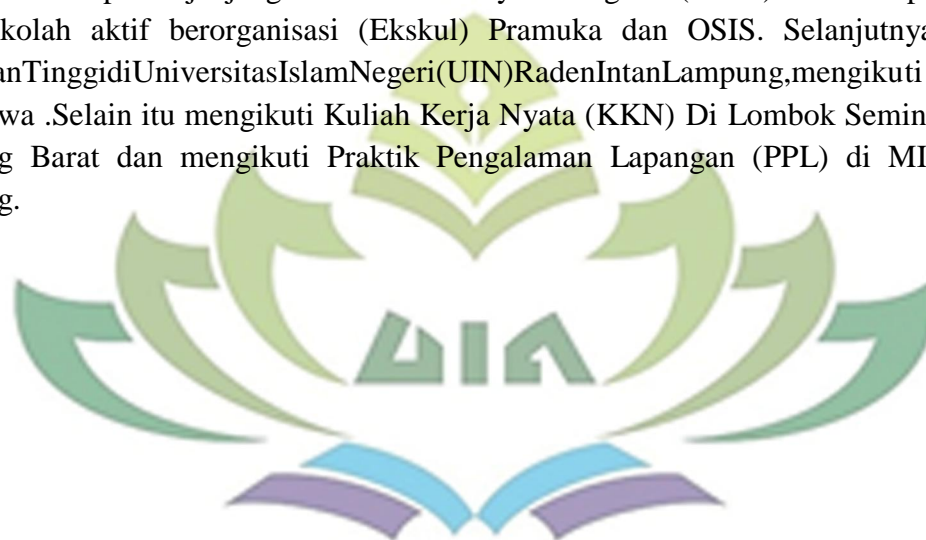 kolah aktif berorganisasi (Ekskul) Pramuka dan OSIS. Selanjutnya
anTinggidiUniversitasIslamNegeri(UIN)RadenIntanLampung,mengikuti
wa .Selain itu mengikuti Kuliah Kerja Nyata (KKN) Di Lombok Semin
g Barat dan mengikuti Praktik Pengalaman Lapangan (PPL) di MI
g.
UIN